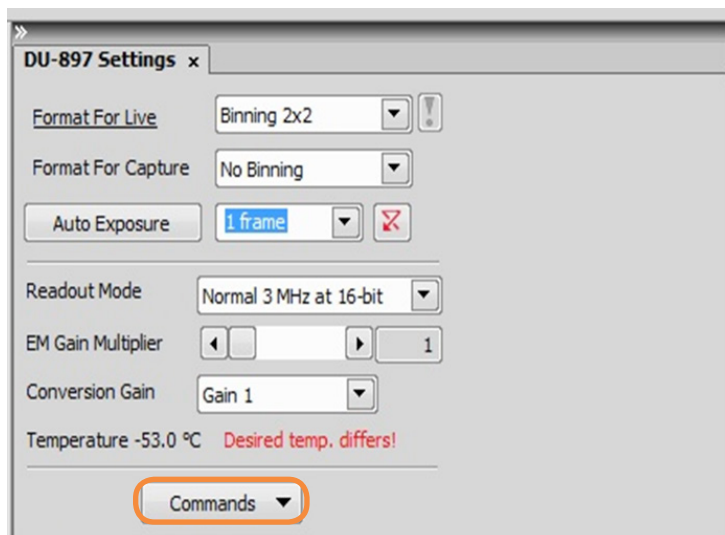 DU-897 Settings x
Format For Live Binning 2x2
Format For Capture No Binning
Auto Exposure 1 frame
Readout Mode Normal 3 MHz at 16-bit
EM Gain Multiplier 1
Conversion Gain Gain 1
Temperature -53.0 °C Desired temp. differs!
Commands